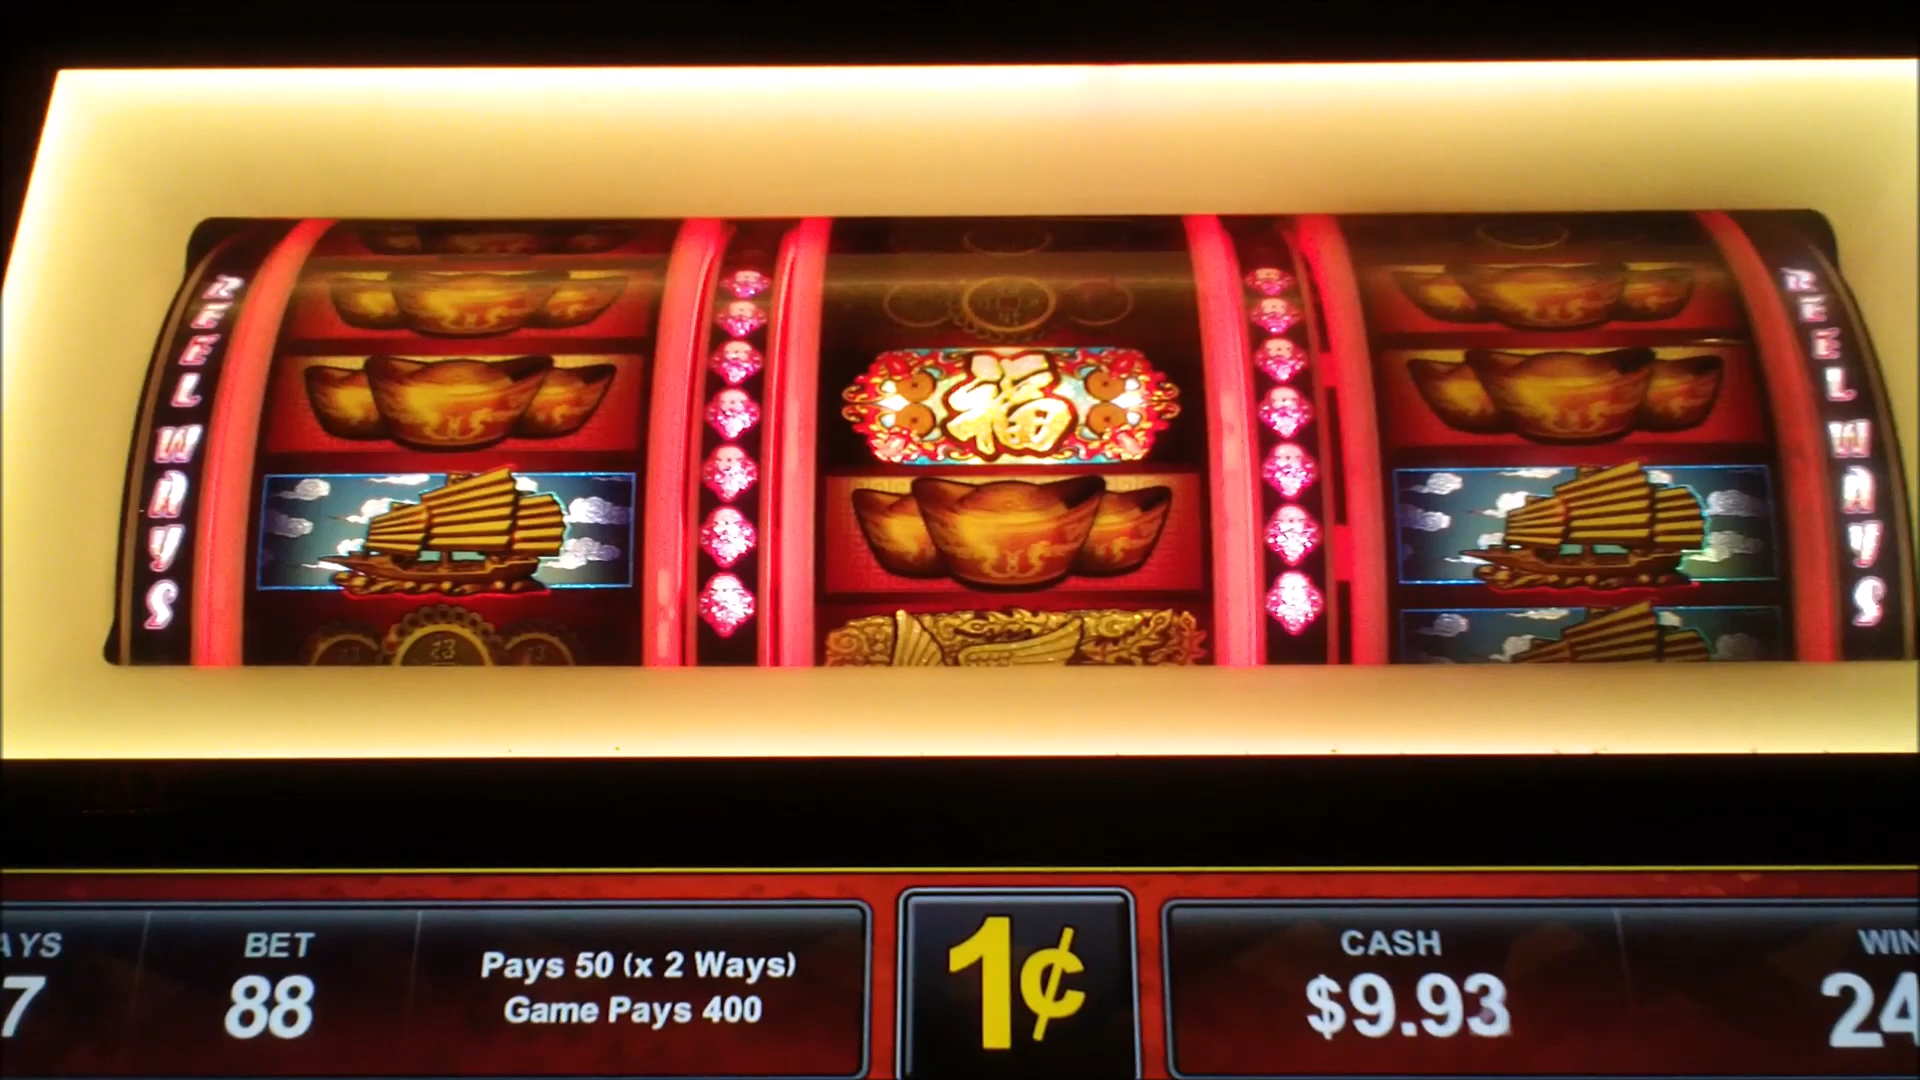 REEL WAYS
福
REEL WAYS
AYS
7
BET
88
Pays 50 (x 2 Ways)
Game Pays 400
1¢
CASH
$9.93
WIN
24